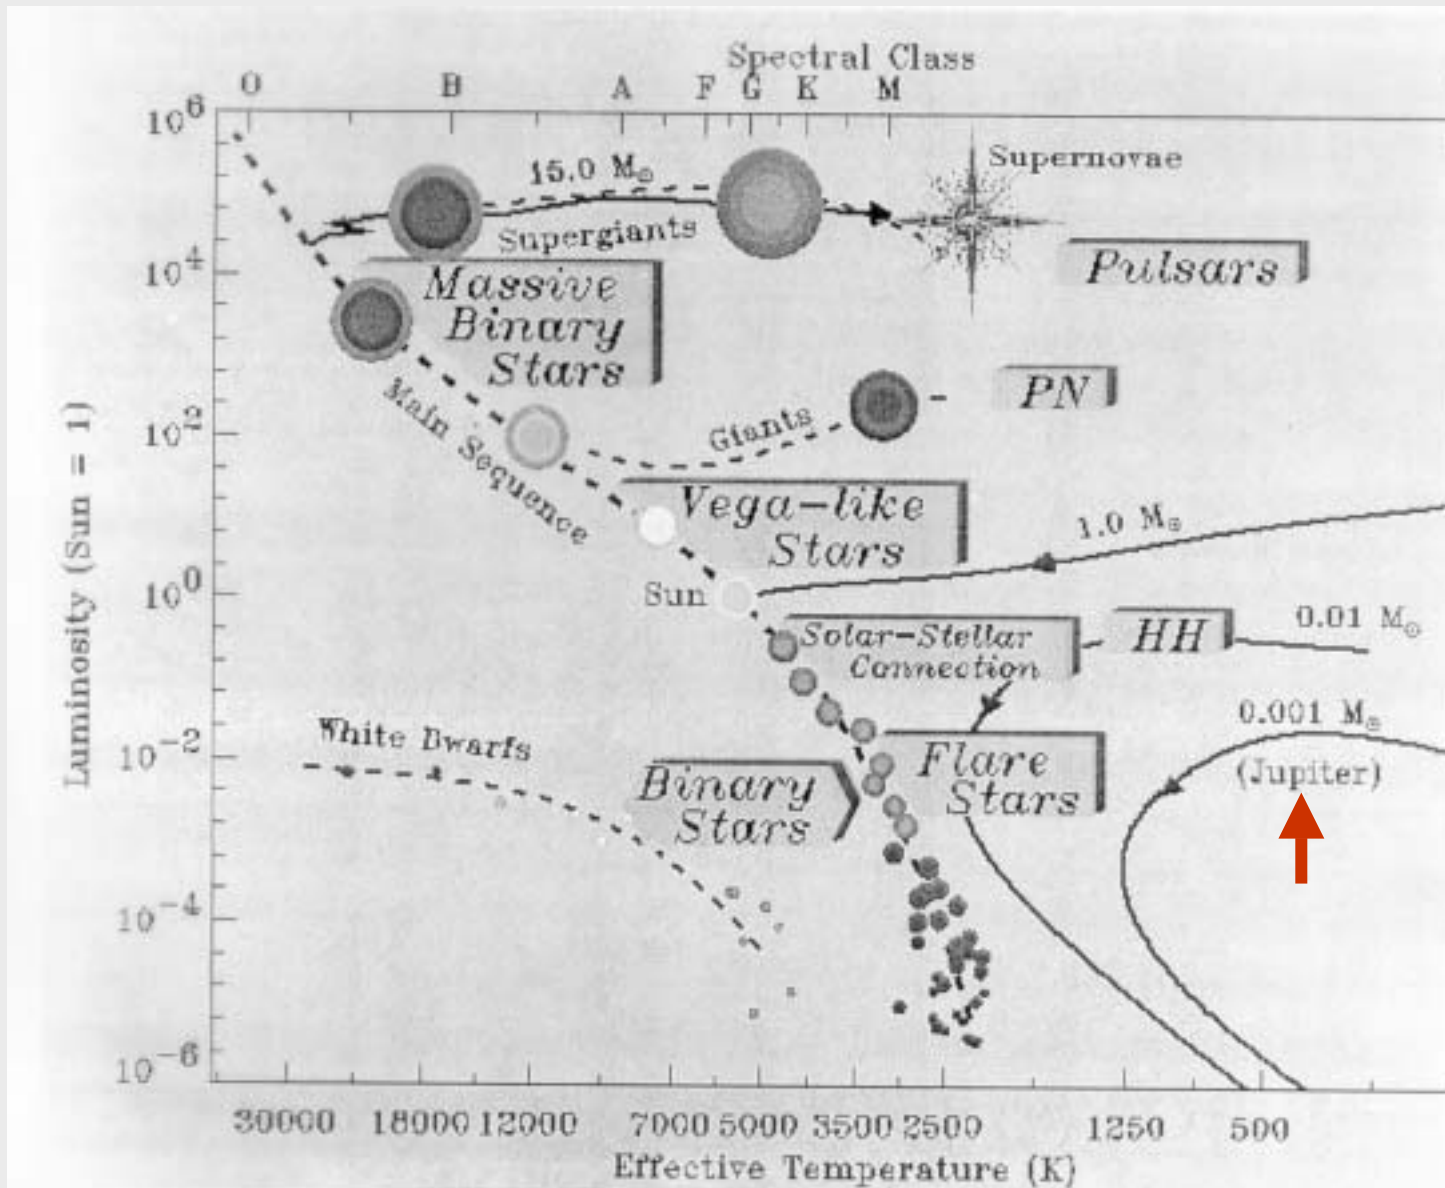 Spectral Class
O B A F G K M
10^6
15.0 M☉
Supernovae
Supergiants
10^4
Massive
Binary
Stars
Pulsars
Main Sequence
10^2
Giants
PN
Vega-like
Stars
1.0 M☉
10^0
Sun
Solar-Stellar
Connection
HH
0.01 M☉
0.001 M☉
(Jupiter)
White Dwarfs
10^-2
Binary
Stars
Flare
Stars
10^-4
10^-6
Luminosity (Sun = 1)
30000 18000 12000 7000 5000 3500 2500 1250 500
Effective Temperature (K)